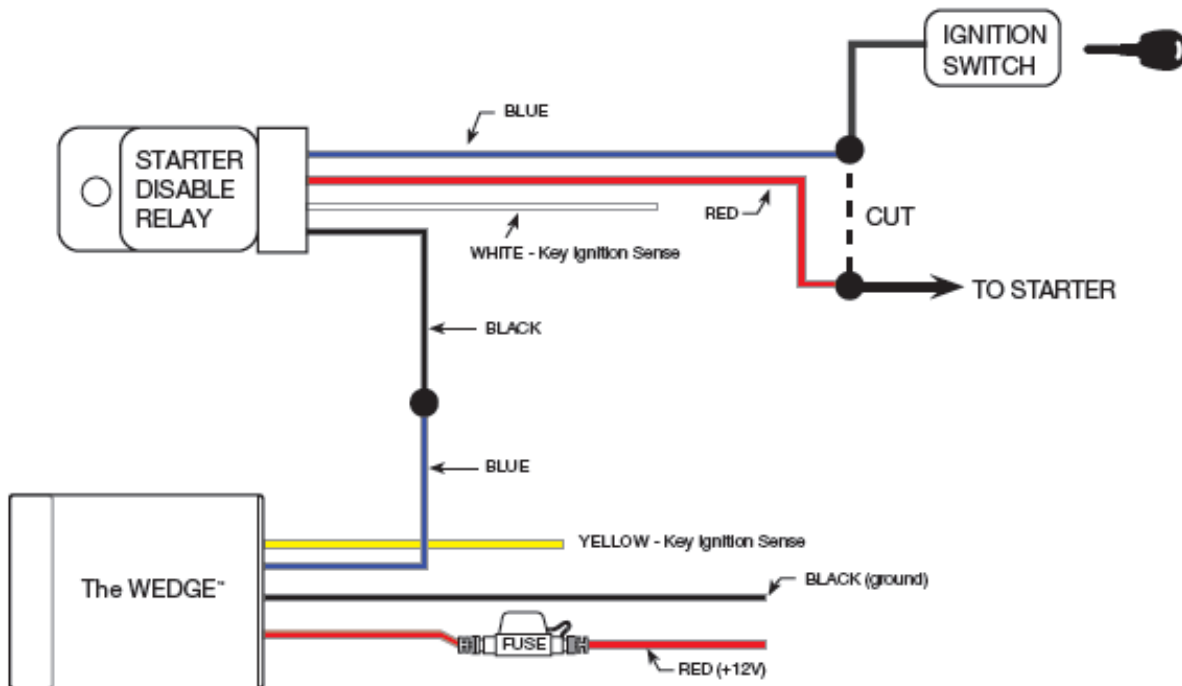 IGNITION
SWITCH
BLUE
STARTER
DISABLE
RELAY
RED
CUT
WHITE - Key Ignition Sense
TO STARTER
BLACK
BLUE
YELLOW - Key Ignition Sense
The WEDGE™
BLACK (ground)
FUSE
RED (+12V)